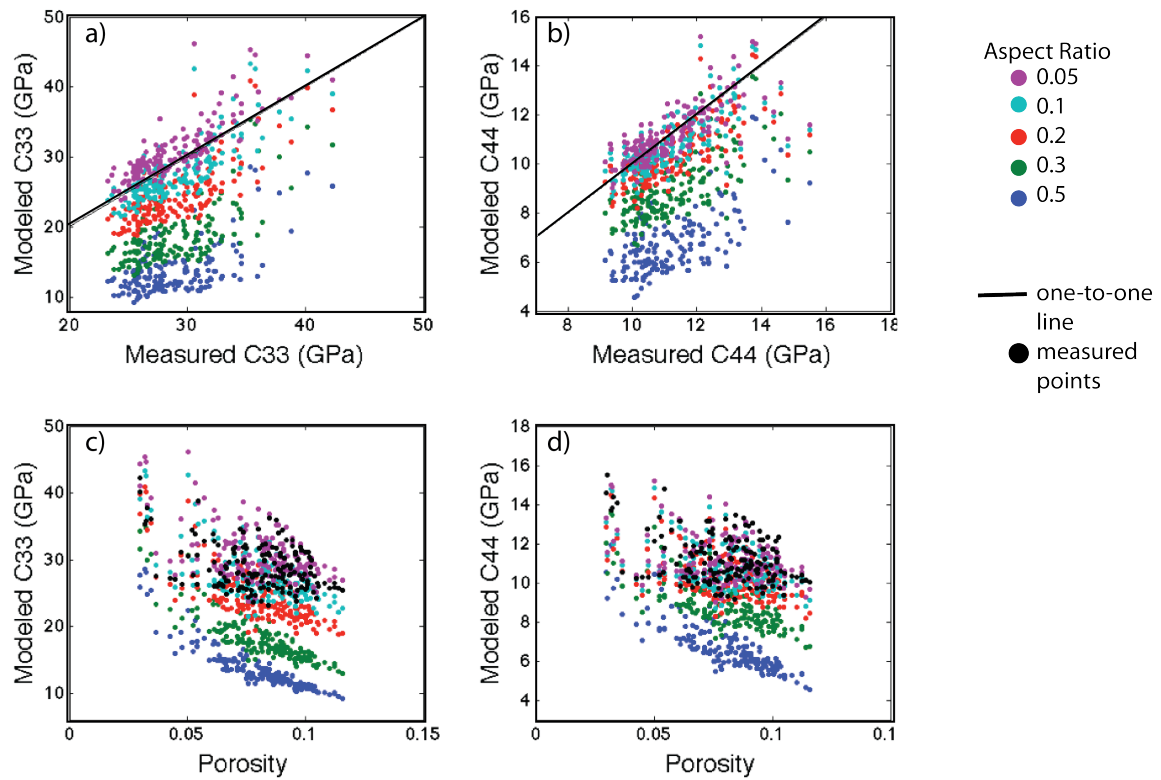 a)
50
40
30
20
10
20
30
40
50
Modeled C33 (GPa)
Measured C33 (GPa)
b)
16
14
12
10
8
6
4
8
10
12
14
16
18
Modeled C44 (GPa)
Measured C44 (GPa)
Aspect Ratio
0.05
0.1
0.2
0.3
0.5
one-to-one
line
measured
points
c)
50
40
30
20
10
0
0.05
0.1
0.15
Modeled C33 (GPa)
Porosity
d)
18
16
14
12
10
8
6
4
0
0.05
0.1
0.1
Modeled C44 (GPa)
Porosity